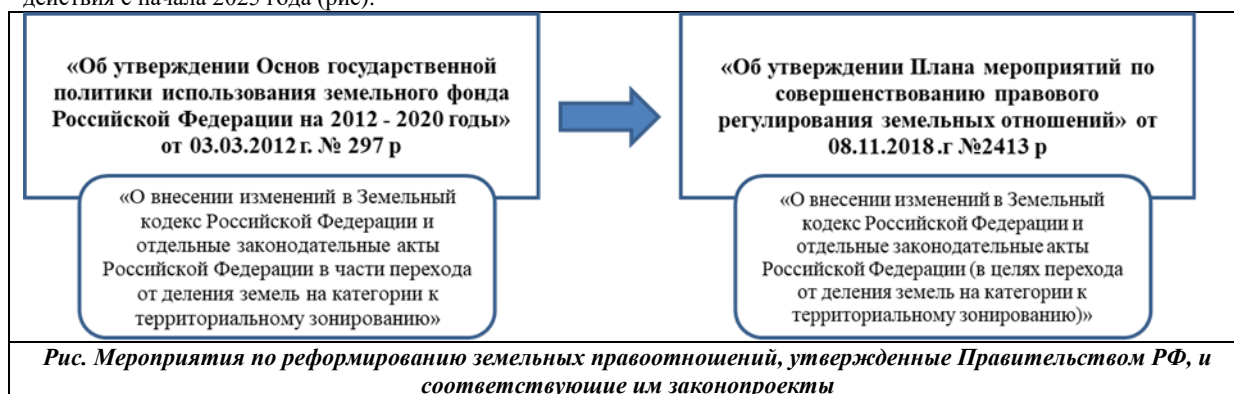 действия с начала 2025 года (рис).
«Об утверждении Основ государственной
политики использования земельного фонда
Российской Федерации на 2012 - 2020 годы»
от 03.03.2012 г. № 297 р
«О внесении изменений в Земельный
кодекс Российской Федерации и
отдельные законодательные акты
Российской Федерации в части перехода
от деления земель на категории к
территориальному зонированию»
«Об утверждении Плана мероприятий по
совершенствованию правового
регулирования земельных отношений» от
08.11.2018 .г №2413 р
«О внесении изменений в Земельный
кодекс Российской Федерации и
отдельные законодательные акты
Российской Федерации (в целях перехода
от деления земель на категории к
территориальному зонированию)»
Рис. Мероприятия по реформированию земельных правоотношений, утвержденные Правительством РФ, и
соответствующие им законопроекты